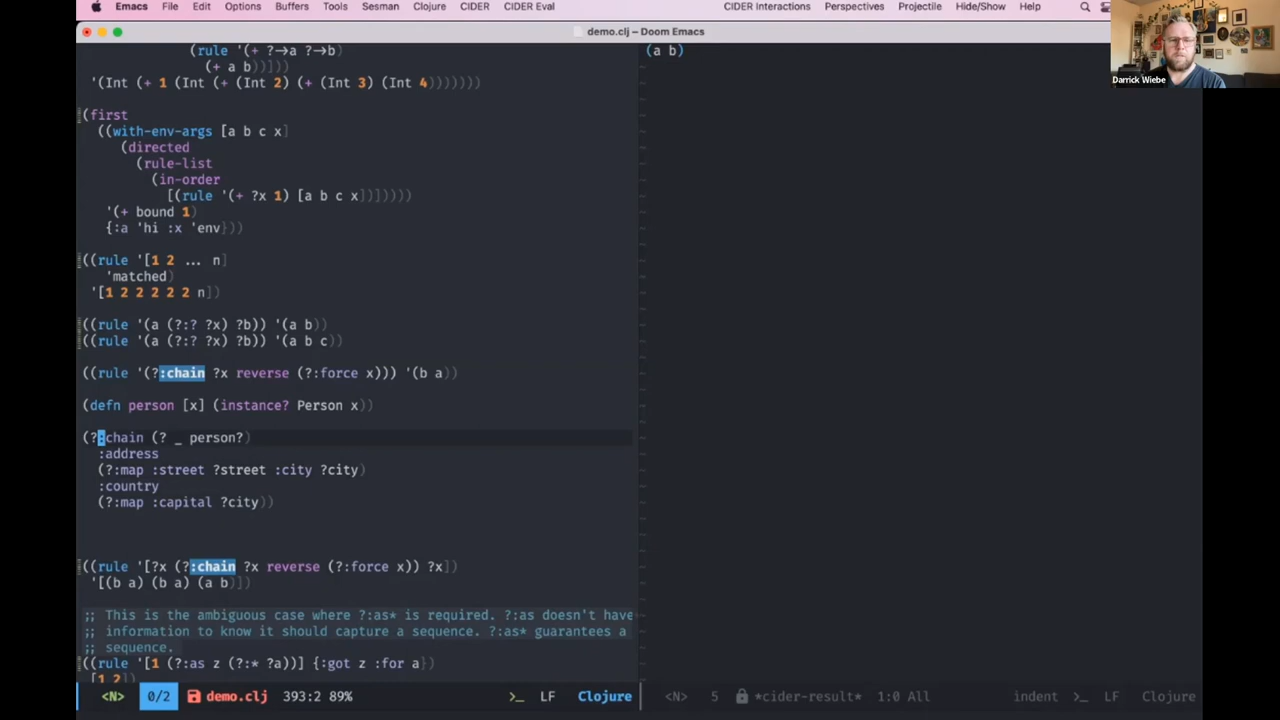 Emacs File Edit Options Buffers Tools Sesman Clojure CIDER CIDER Eval CIDER Interactions Perspectives Projectile Hide/Show Help
demo.clj – Doom Emacs
(rule '(+ ?→a ?→b)
(+ a b))]))
'(Int (+ 1 (Int (+ (Int 2) (+ (Int 3) (Int 4)))))))
(first
((with-env-args [a b c x]
(directed
(rule-list
(in-order
[(rule '(+ ?x 1) [a b c x])]))))
'(+ bound 1)
{:a 'hi :x 'env}))
((rule '[1 2 ... n]
'matched)
'[1 2 2 2 2 2 n])
((rule '(a (?:? ?x) ?b)) '(a b))
((rule '(a (?:? ?x) ?b)) '(a b c))
((rule '(?:chain ?x reverse (?:force x))) '(b a))
(defn person [x] (instance? Person x))
(?:chain (? _ person?)
:address
(?:map :street ?street :city ?city)
:country
(?:map :capital ?city))
((rule '[?x (?:chain ?x reverse (?:force x)) ?x])
'[(b a) (b a) (a b)])
;; This is the ambiguous case where ?:as* is required. ?:as doesn't have
;; information to know it should capture a sequence. ?:as* guarantees a
;; sequence.
((rule '[1 (?:as z (?:* ?a))] {:got z :for a})
[1 2])
<N> 0/2 demo.clj 393:2 89% >_ LF Clojure
(a b)
<N> 5 *cider-result* 1:0 All indent >_ LF Clojure
Darrick Wiebe